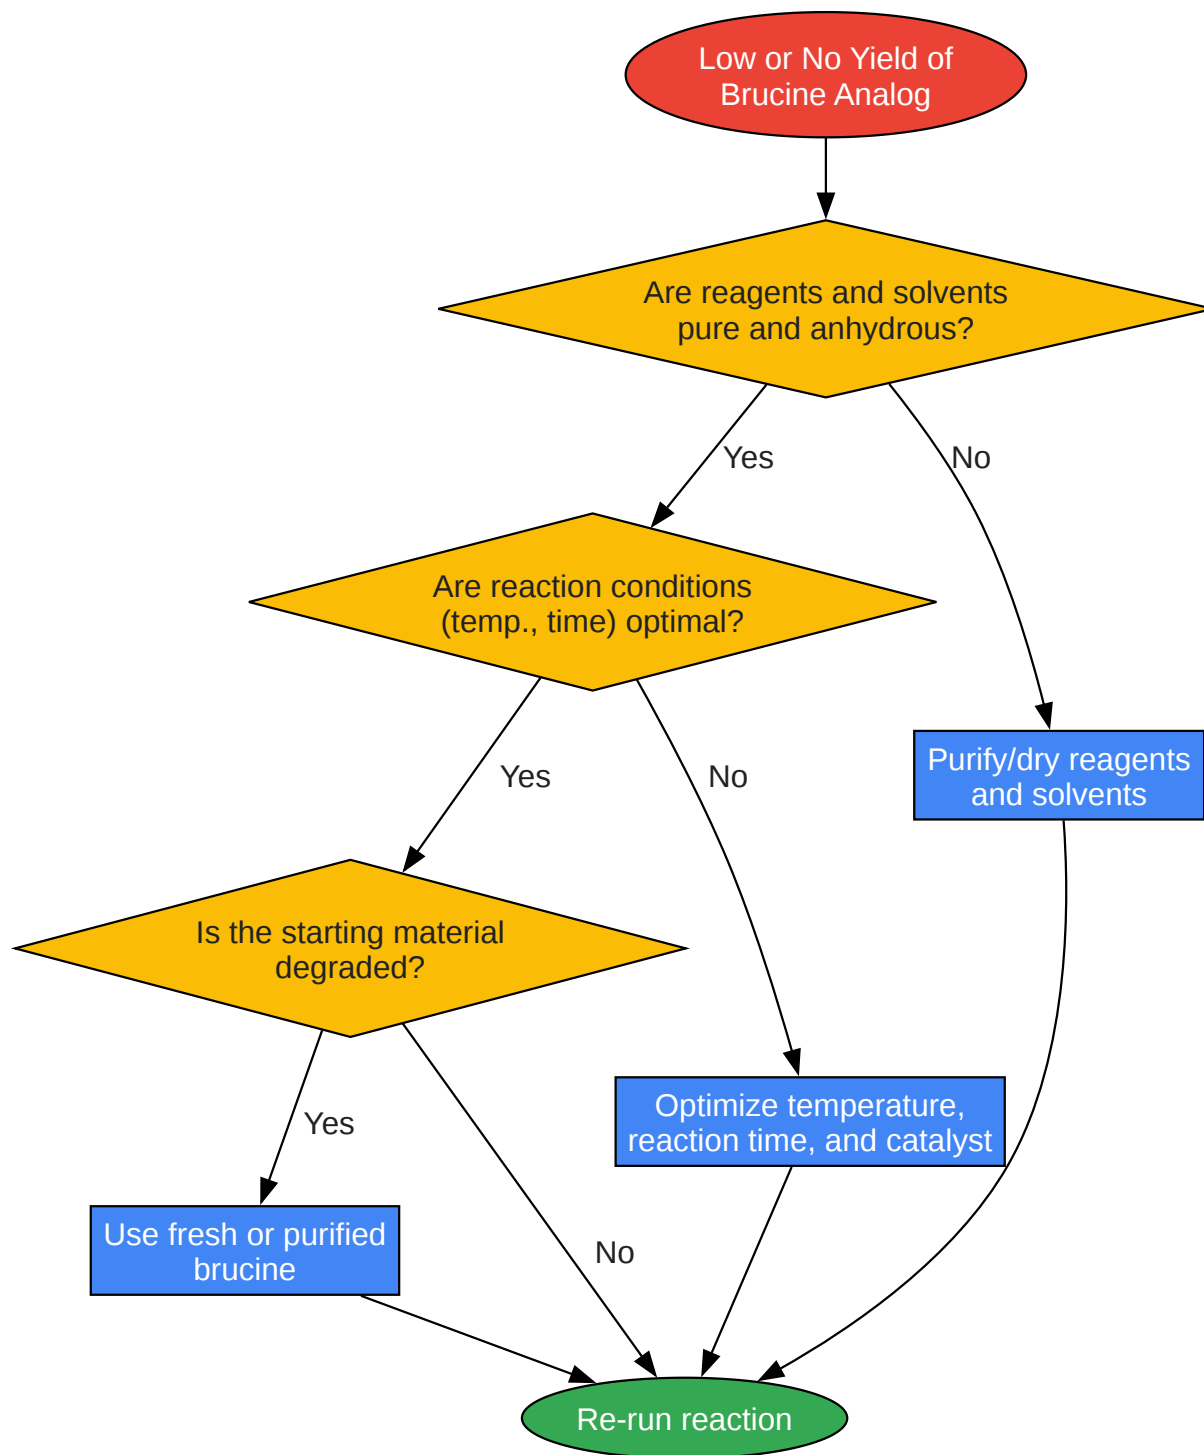 Low or No Yield of
Brucine Analog
Are reagents and solvents
pure and anhydrous?
Yes
No
Are reaction conditions
(temp., time) optimal?
Yes
No
Purify/dry reagents
and solvents
Is the starting material
degraded?
Yes
No
Optimize temperature,
reaction time, and catalyst
Use fresh or purified
brucine
Re-run reaction